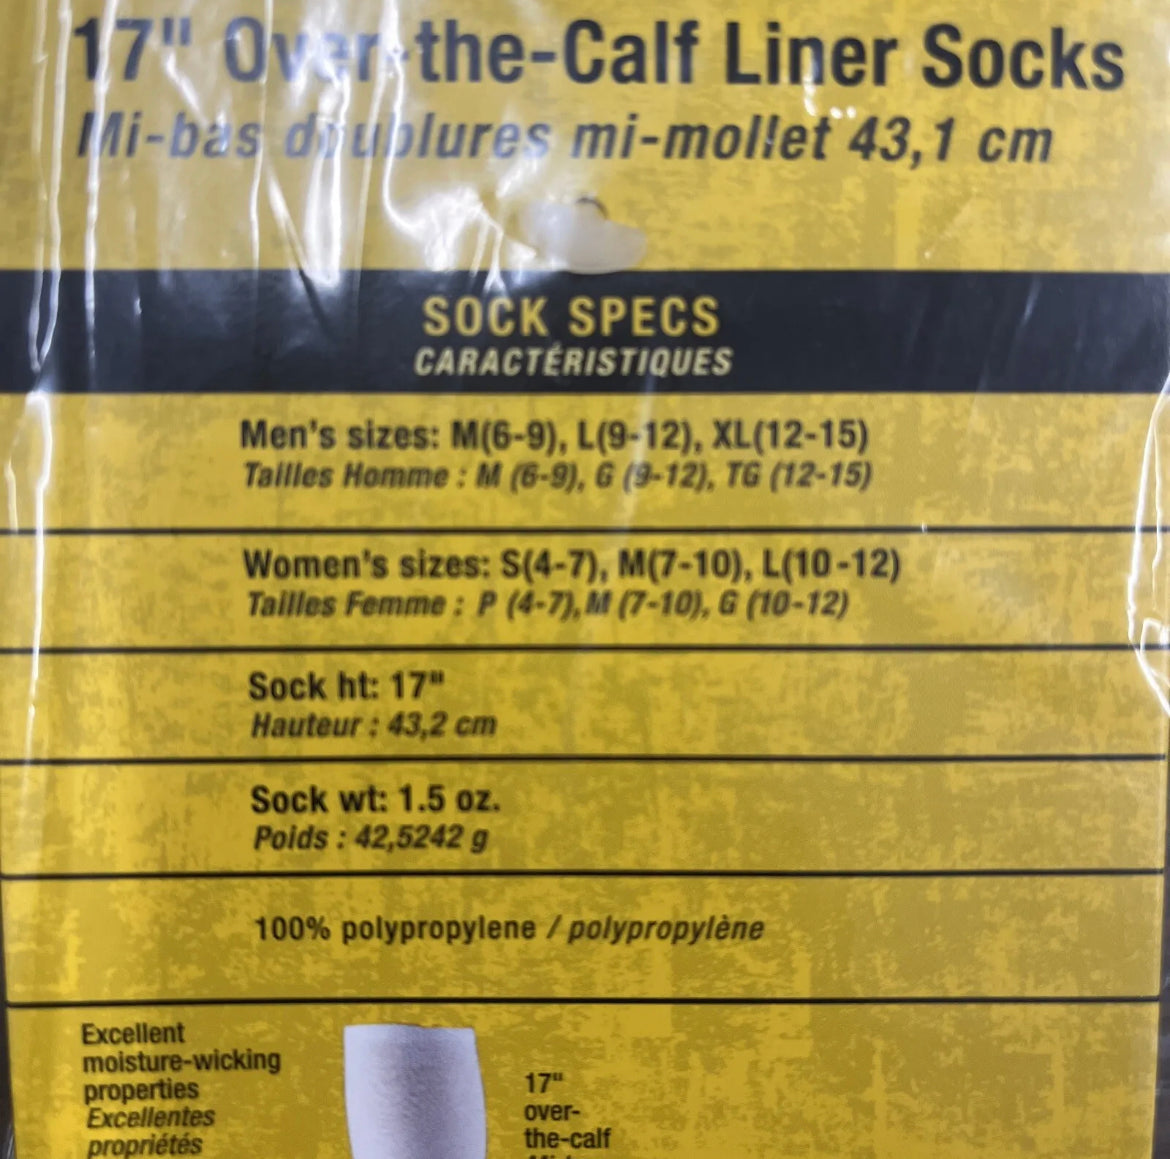 17" Over-the-Calf Liner Socks
Mi-bas doublures mi-mollet 43,1 cm
SOCK SPECS
CARACTÉRISTIQUES
Men's sizes: M(6-9), L(9-12), XL(12-15)
Tailles Homme : M (6-9), G (9-12), TG (12-15)
Women's sizes: S(4-7), M(7-10), L(10-12)
Tailles Femme : P (4-7),M (7-10), G (10-12)
Sock ht: 17"
Hauteur : 43,2 cm
Sock wt: 1.5 oz.
Poids : 42,5242 g
100% polypropylene / polypropylène
Excellent
moisture-wicking
properties
Excellentes
propriétés
17"
over-
the-calf